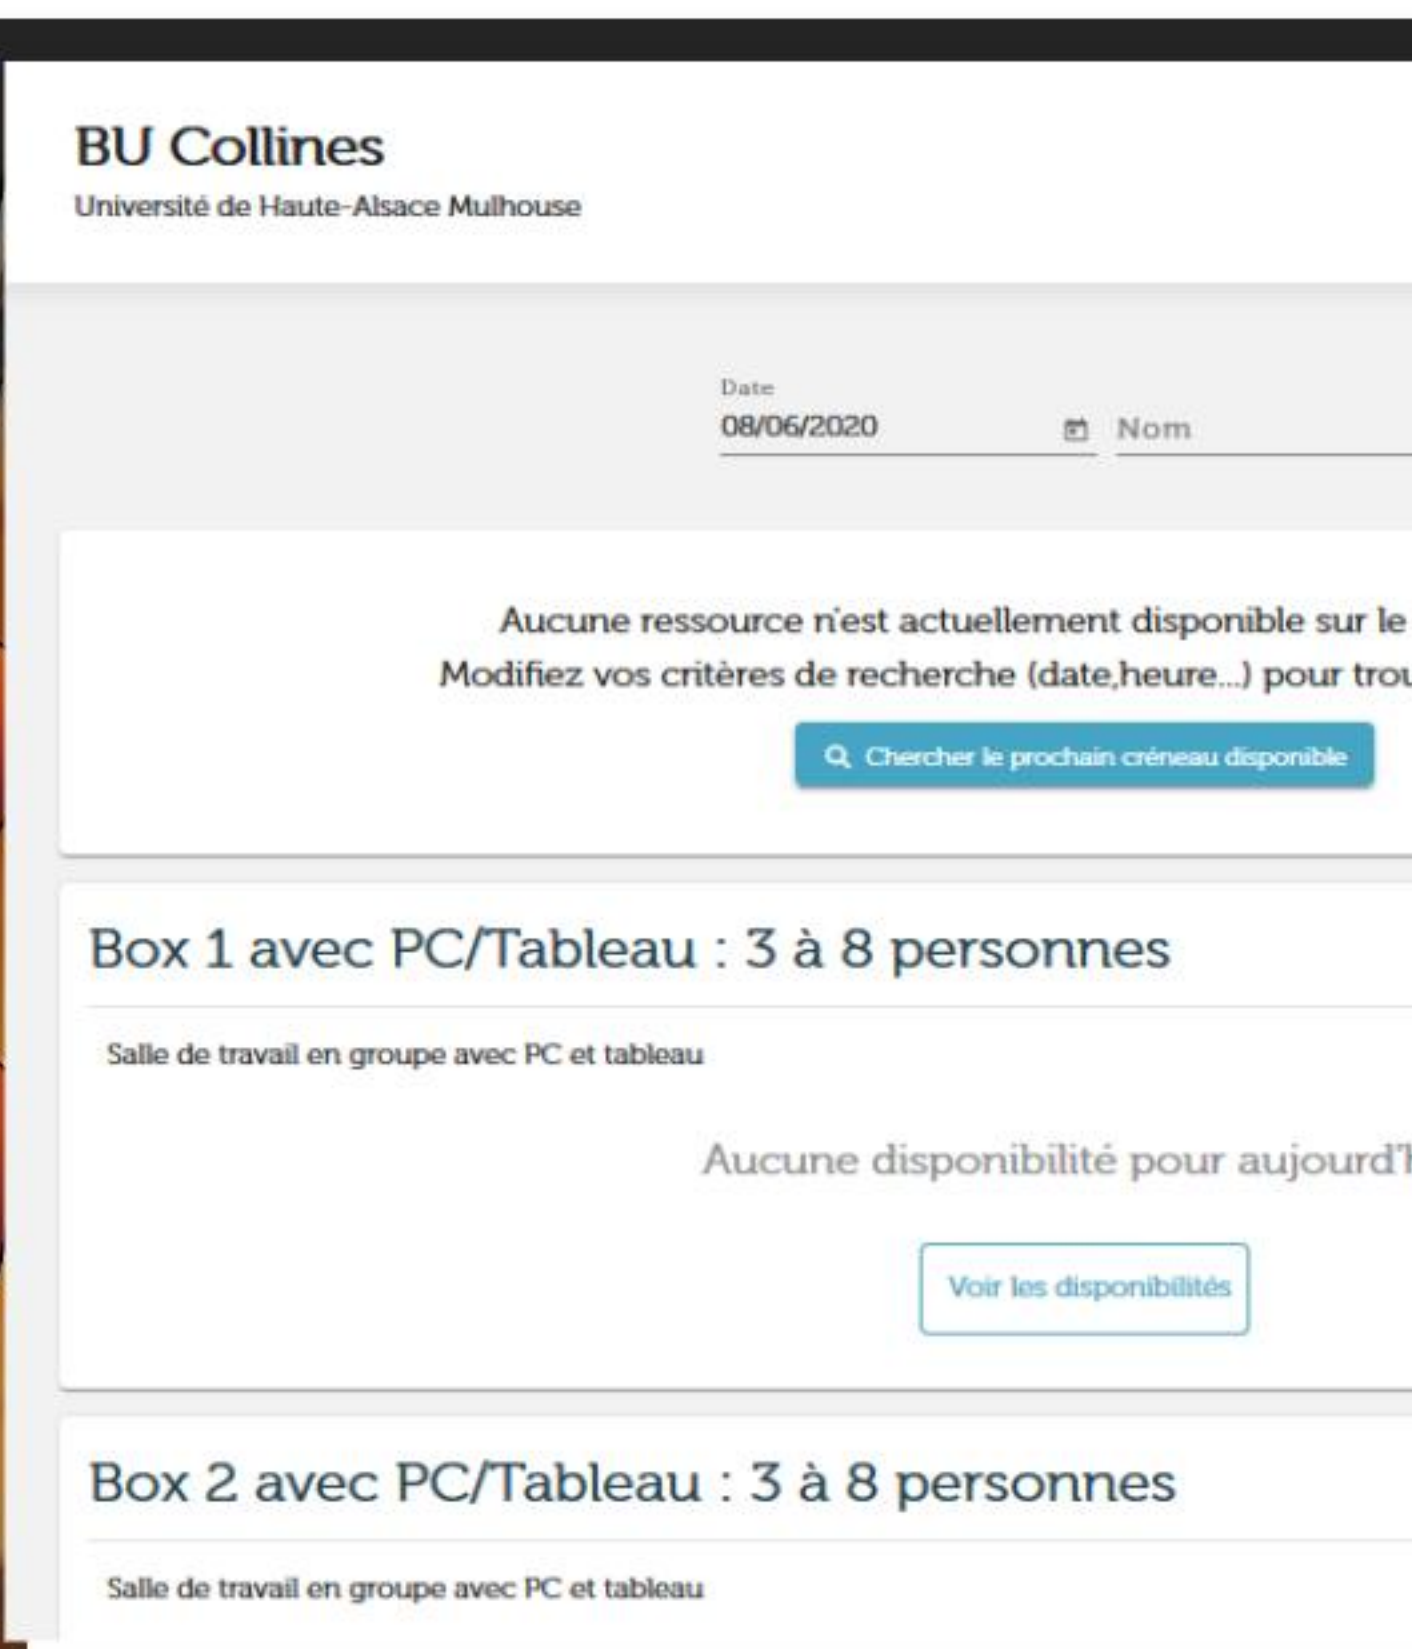 BU Collines
Université de Haute-Alsace Mulhouse
Date
08/06/2020
Nom
Aucune ressource n'est actuellement disponible sur le
Modifiez vos critères de recherche (date,heure...) pour
Chercher le prochain créneau disponible
Box 1 avec PC/Tableau : 3 à 8 personnes
Salle de travail en groupe avec PC et tableau
Aucune disponibilité pour
Voir les disponibilités
Box 2 avec PC/Tableau : 3 à 8 personnes
Salle de travail en groupe avec PC et tableau